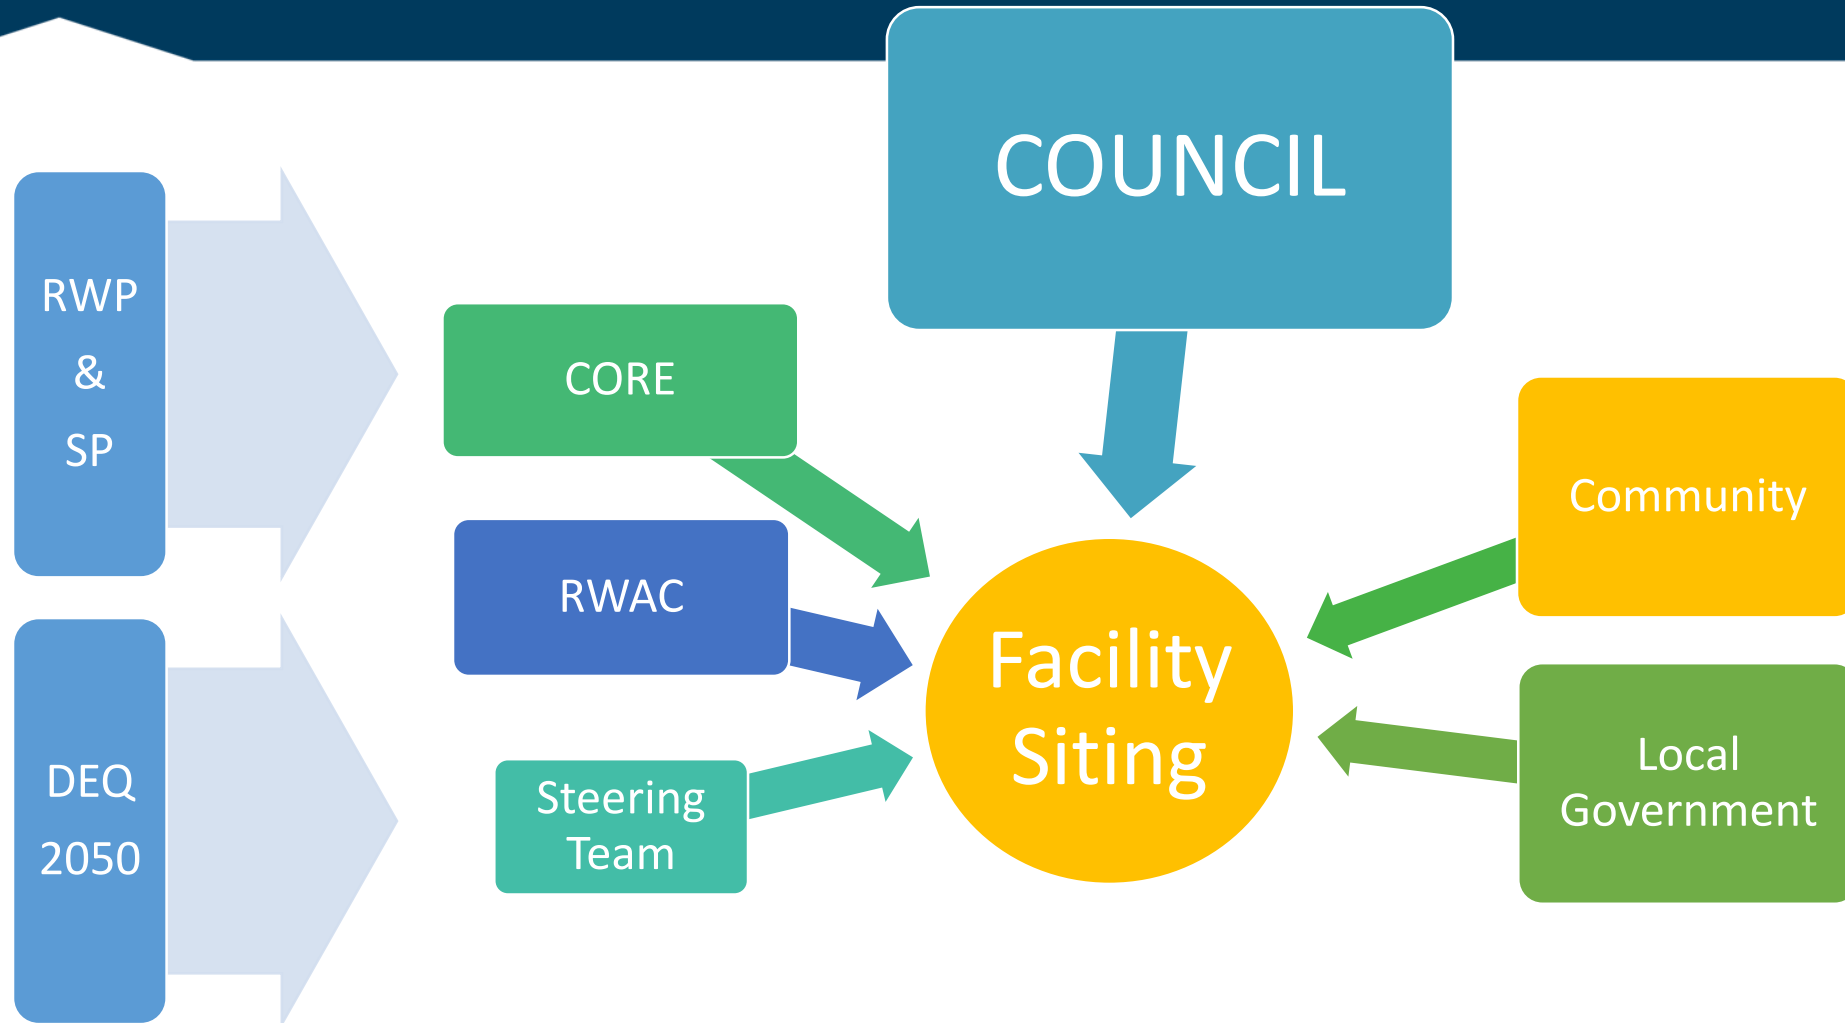 COUNCIL
RWP
&
SP
CORE
RWAC
Steering
Team
Facility
Siting
Community
Local
Government
DEQ
2050